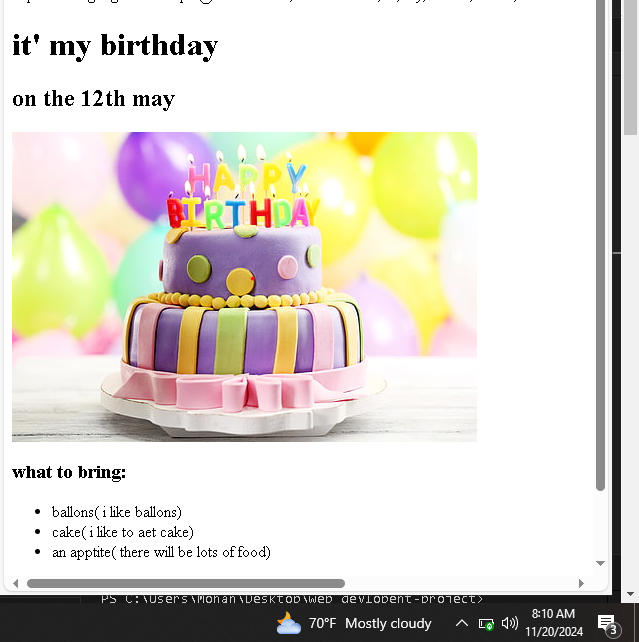 it' my birthday
on the 12th may
HAPPY
BIRTHDAY
what to bring:
ballons( i like ballons)
cake( i like to aet cake)
an apptite( there will be lots of food)
PS C:\Users\Mohan\Desktop\web devlopent-project>
70°F Mostly cloudy
8:10 AM
11/20/2024
3